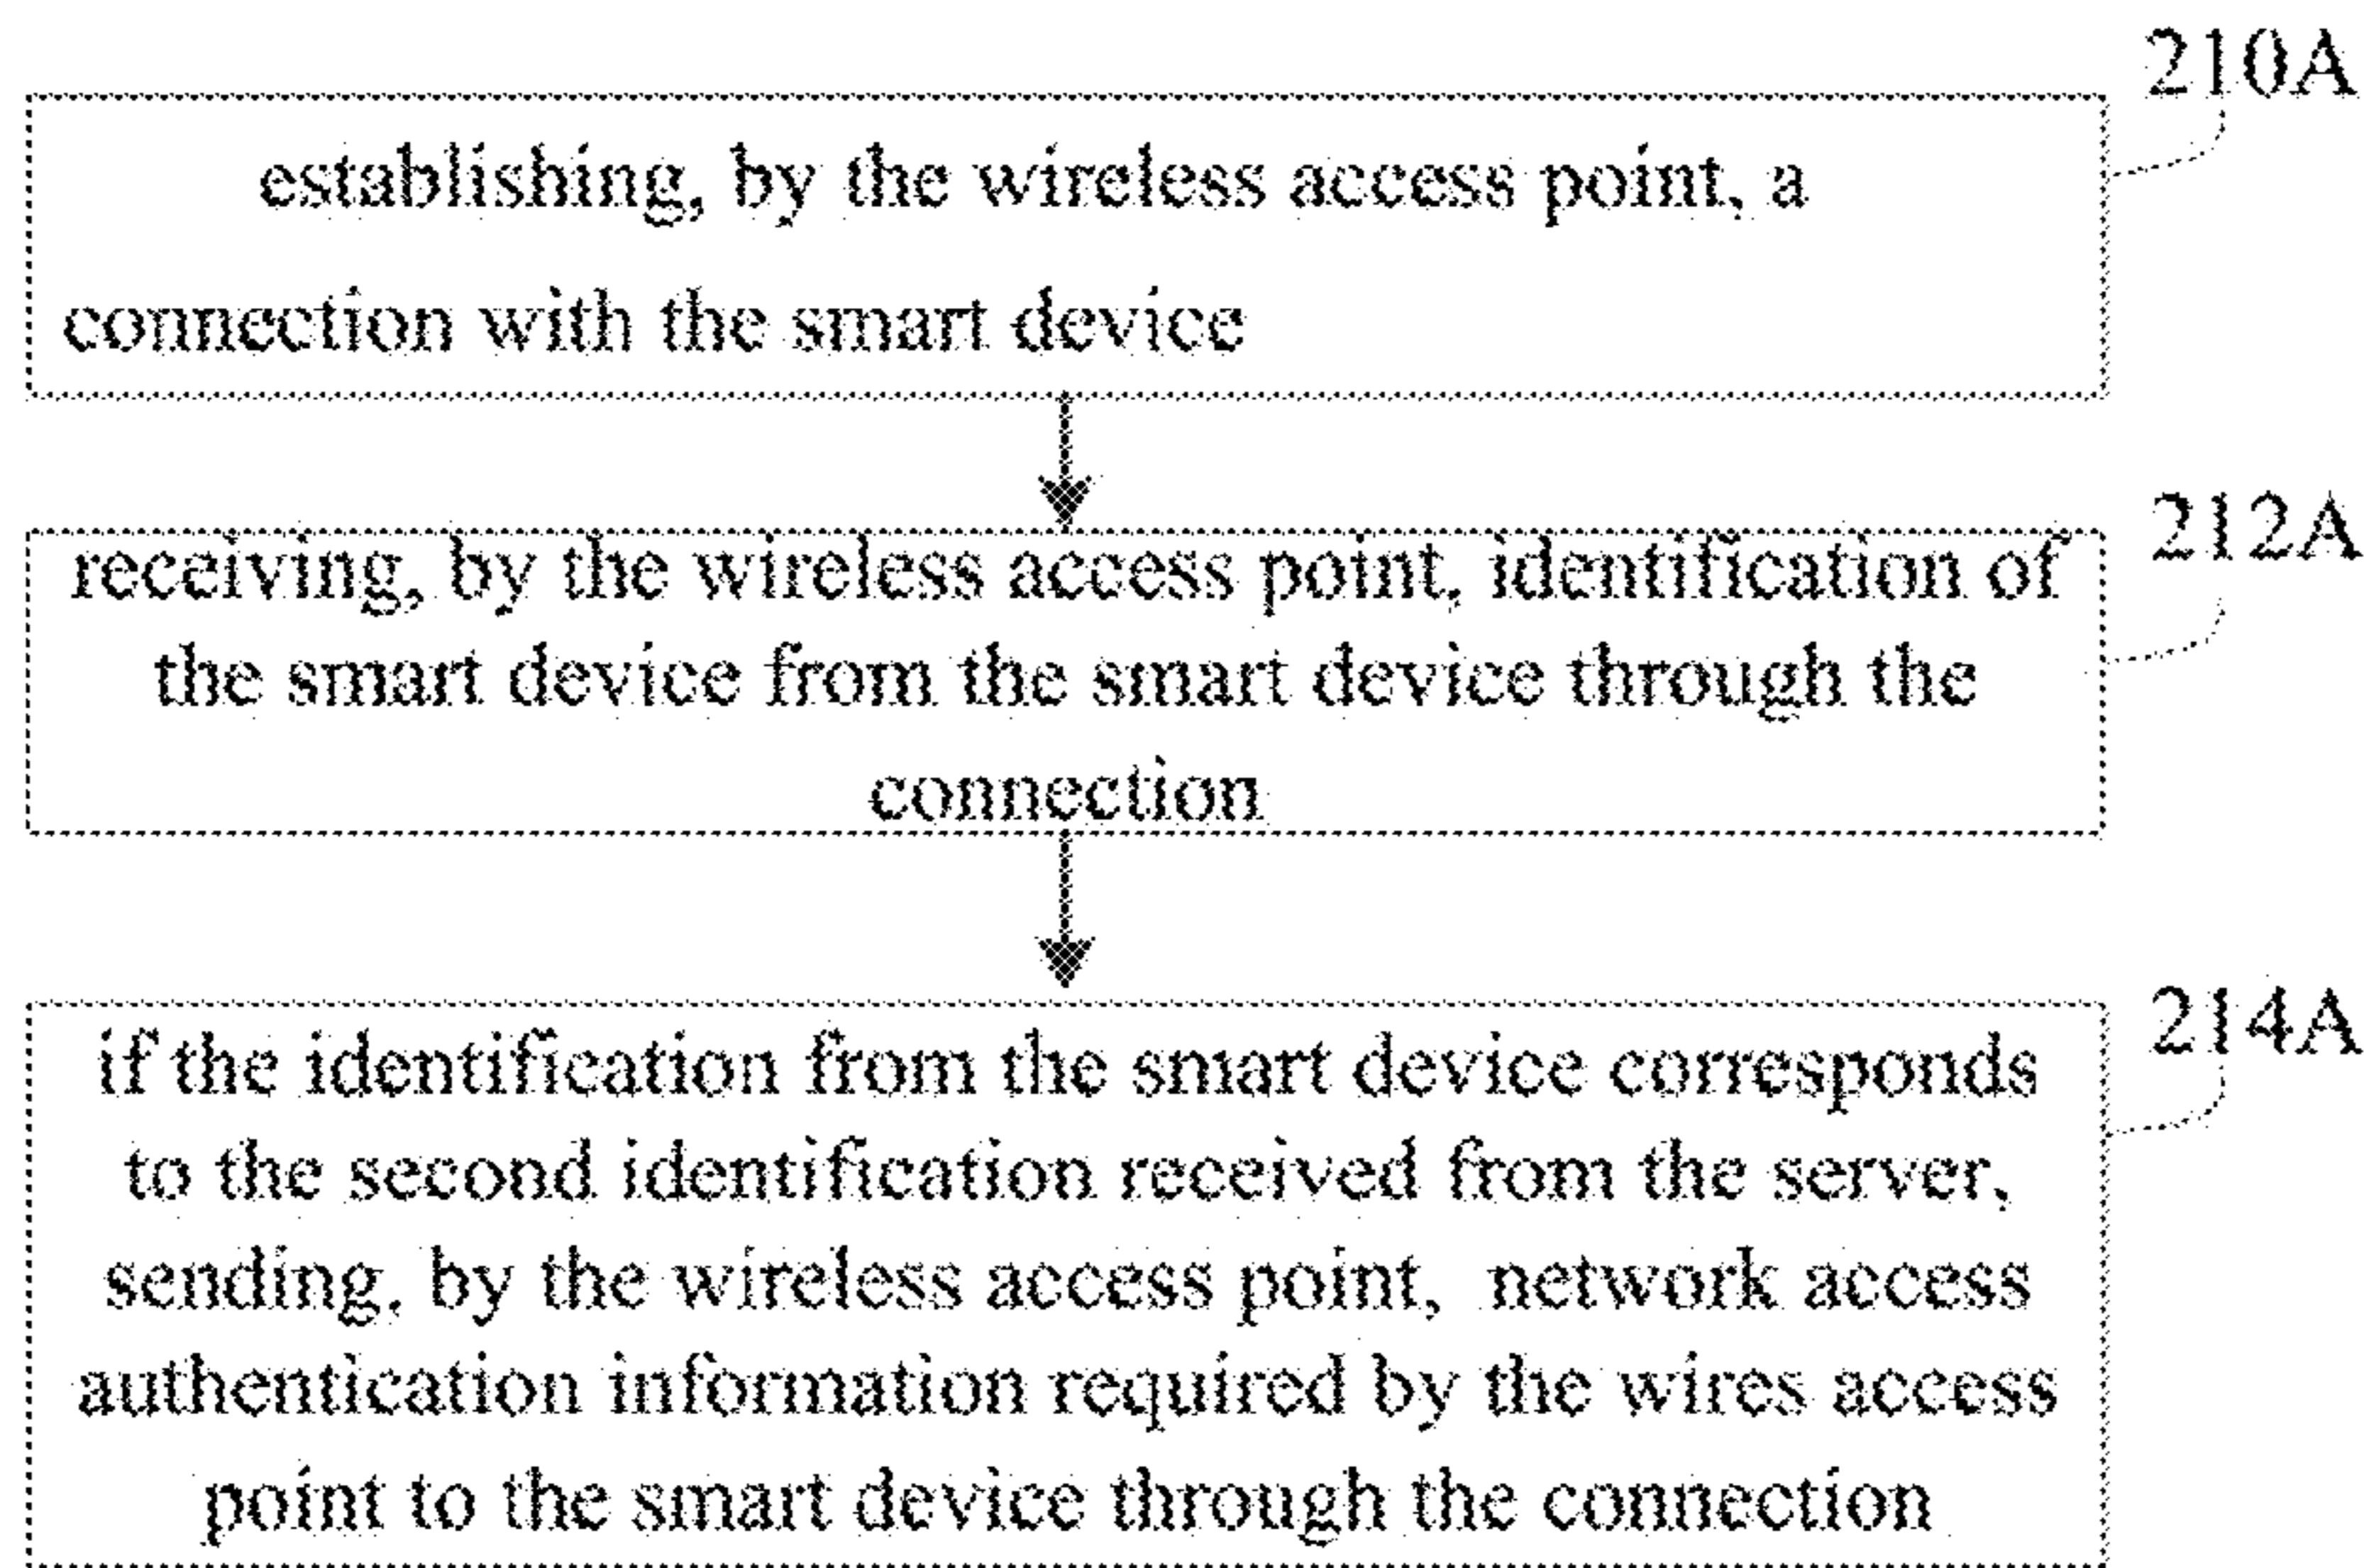 210A
establishing, by the wireless access point, a
connection with the smart device
212A
receiving, by the wireless access point, identification of
the smart device from the smart device through the
connection
214A
if the identification from the smart device corresponds
to the second identification received from the server,
sending, by the wireless access point, network access
authentication information required by the wires access
point to the smart device through the connection